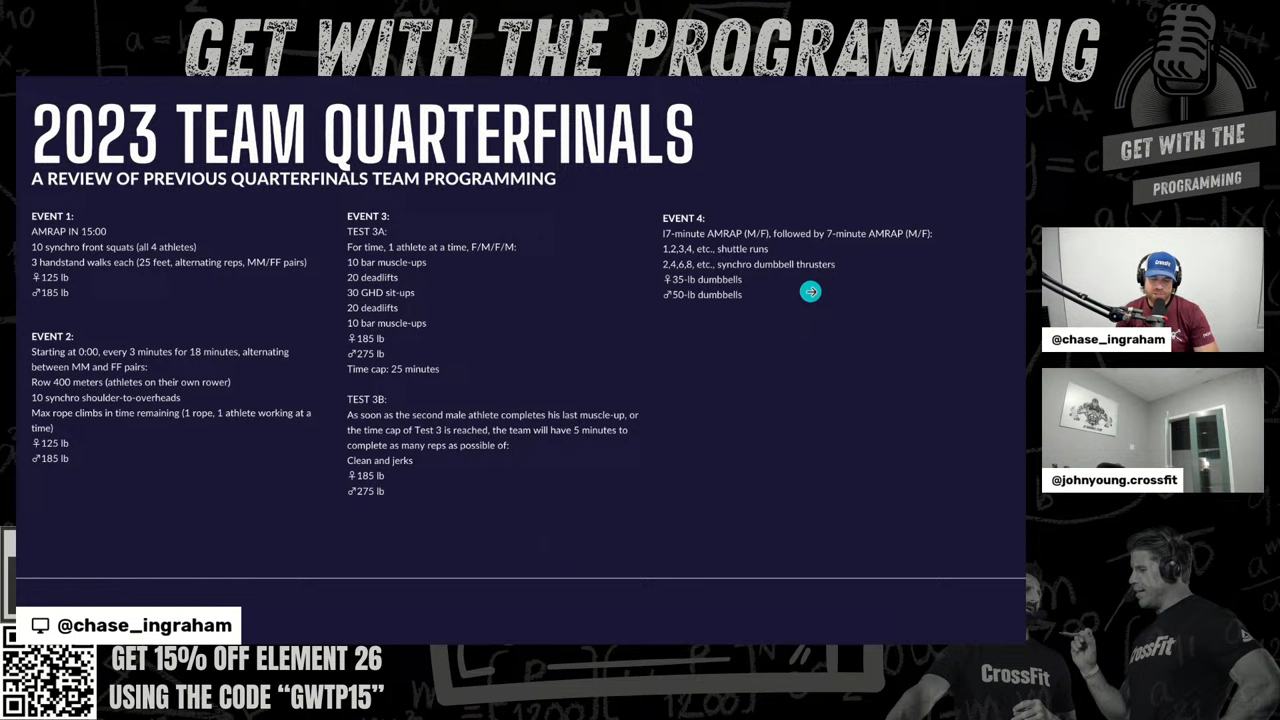 GET WITH THE PROGRAMMING
2023 TEAM QUARTERFINALS
A REVIEW OF PREVIOUS QUARTERFINALS TEAM PROGRAMMING
EVENT 1:
AMRAP IN 15:00
10 synchro front squats (all 4 athletes)
3 handstand walks each (25 feet, alternating reps, MM/FF pairs)
♀125 lb
♂185 lb
EVENT 2:
Starting at 0:00, every 3 minutes for 18 minutes, alternating
between MM and FF pairs:
Row 400 meters (athletes on their own rower)
10 synchro shoulder-to-overheads
Max rope climbs in time remaining (1 rope, 1 athlete working at a
time)
♀125 lb
♂185 lb
EVENT 3:
TEST 3A:
For time, 1 athlete at a time, F/M/F/M:
10 bar muscle-ups
20 deadlifts
30 GHD sit-ups
20 deadlifts
10 bar muscle-ups
♀185 lb
♂275 lb
Time cap: 25 minutes
TEST 3B:
As soon as the second male athlete completes his last muscle-up, or
the time cap of Test 3 is reached, the team will have 5 minutes to
complete as many reps as possible of:
Clean and jerks
♀185 lb
♂275 lb
EVENT 4:
I7-minute AMRAP (M/F), followed by 7-minute AMRAP (M/F):
1,2,3,4, etc., shuttle runs
2,4,6,8, etc., synchro dumbbell thrusters
♀35-lb dumbbells
♂50-lb dumbbells
GET WITH THE
PROGRAMMING
CrossFit
@chase_ingraham
@johnyoung.crossfit
@chase_ingraham
GET 15% OFF ELEMENT 26
USING THE CODE “GWTP15”
CrossFit
CrossFit